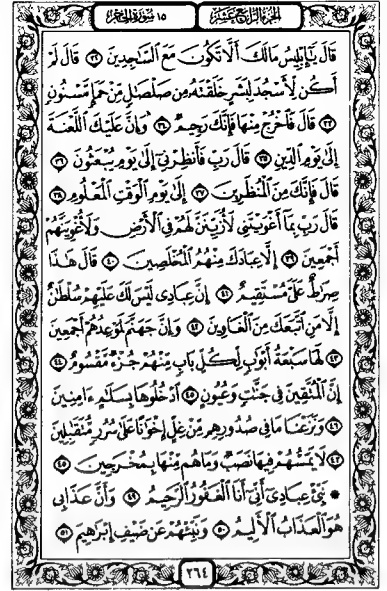 الجزء الرابع عشر
١٥ سورة الحجر
قَالَ يَٰٓإِبۡلِيسُ مَالَكَ أَلَّا تَكُونَ مَعَ ٱلسَّٰجِدِينَ ٣٢ قَالَ لَمۡ
أَكُن لِّأَسۡجُدَ لِبَشَرٍ خَلَقۡتَهُۥ مِن صَلۡصَٰلٖ مِّنۡ حَمَإٖ مَّسۡنُونٖ
٣٣ قَالَ فَٱخۡرُجۡ مِنۡهَا فَإِنَّكَ رَجِيمٞ ٣٤ وَإِنَّ عَلَيۡكَ ٱللَّعۡنَةَ
إِلَىٰ يَوۡمِ ٱلدِّينِ ٣٥ قَالَ رَبِّ فَأَنظِرۡنِيٓ إِلَىٰ يَوۡمِ يُبۡعَثُونَ ٣٦
قَالَ فَإِنَّكَ مِنَ ٱلۡمُنظَرِينَ ٣٧ إِلَىٰ يَوۡمِ ٱلۡوَقۡتِ ٱلۡمَعۡلُومِ ٣٨
قَالَ رَبِّ بِمَآ أَغۡوَيۡتَنِي لَأُزَيِّنَنَّ لَهُمۡ فِي ٱلۡأَرۡضِ وَلَأُغۡوِيَنَّهُمۡ
أَجۡمَعِينَ ٣٩ إِلَّا عِبَادَكَ مِنۡهُمُ ٱلۡمُخۡلَصِينَ ٤٠ قَالَ هَٰذَا
صِرَٰطٌ عَلَيَّ مُسۡتَقِيمٌ ٤١ إِنَّ عِبَادِي لَيۡسَ لَكَ عَلَيۡهِمۡ سُلۡطَٰنٌ
إِلَّا مَنِ ٱتَّبَعَكَ مِنَ ٱلۡغَاوِينَ ٤٢ وَإِنَّ جَهَنَّمَ لَمَوۡعِدُهُمۡ أَجۡمَعِينَ
٤٣ لَهَا سَبۡعَةُ أَبۡوَٰبٖ لِّكُلِّ بَابٖ مِّنۡهُمۡ جُزۡءٞ مَّقۡسُومٌ ٤٤
إِنَّ ٱلۡمُتَّقِينَ فِي جَنَّٰتٖ وَعُيُونٍ ٤٥ ٱدۡخُلُوهَا بِسَلَٰمٍ ءَامِنِينَ
٤٦ وَنَزَعۡنَا مَا فِي صُدُورِهِم مِّنۡ غِلٍّ إِخۡوَٰنًا عَلَىٰ سُرُرٖ مُّتَقَٰبِلِينَ
٤٧ لَا يَمَسُّهُمۡ فِيهَا نَصَبٞ وَمَا هُم مِّنۡهَا بِمُخۡرَجِينَ ٤٨
۞ نَبِّئۡ عِبَادِيٓ أَنِّيٓ أَنَا ٱلۡغَفُورُ ٱلرَّحِيمُ ٤٩ وَأَنَّ عَذَابِي
هُوَ ٱلۡعَذَابُ ٱلۡأَلِيمُ ٥٠ وَنَبِّئۡهُمۡ عَن ضَيۡفِ إِبۡرَٰهِيمَ ٥١
٢٦٤